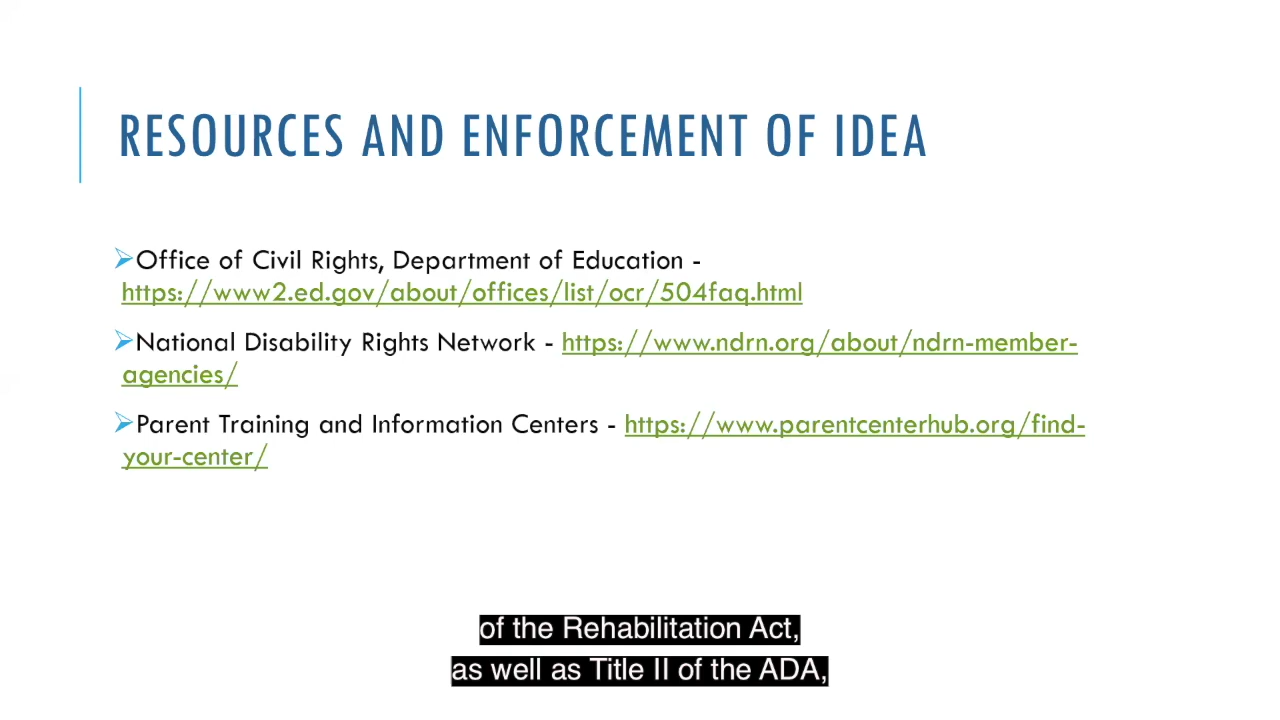 RESOURCES AND ENFORCEMENT OF IDEA
➢Office of Civil Rights, Department of Education -
https://www2.ed.gov/about/offices/list/ocr/504faq.html
➢National Disability Rights Network - https://www.ndrn.org/about/ndrn-member-
agencies/
➢Parent Training and Information Centers - https://www.parentcenterhub.org/find-
your-center/
of the Rehabilitation Act,
as well as Title II of the ADA,